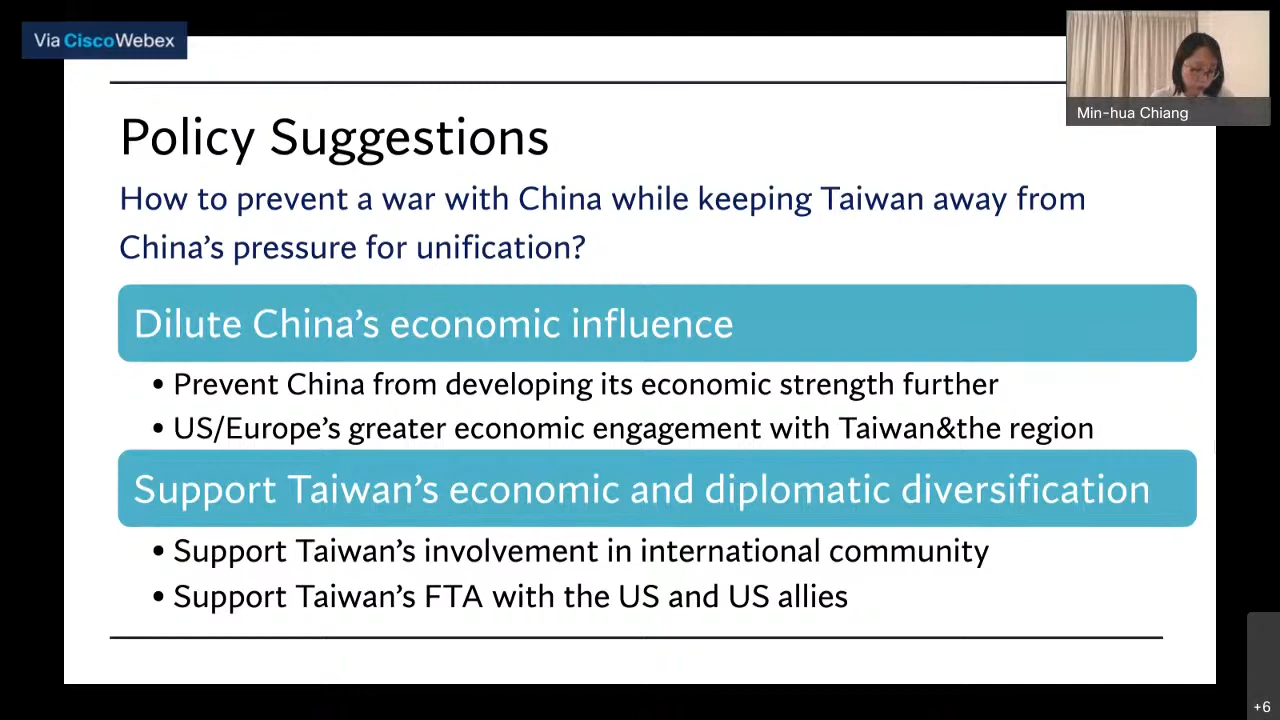 Via CiscoWebex
Min-hua Chiang
Policy Suggestions
How to prevent a war with China while keeping Taiwan away from
China’s pressure for unification?
Dilute China’s economic influence
• Prevent China from developing its economic strength further
• US/Europe’s greater economic engagement with Taiwan&the region
Support Taiwan’s economic and diplomatic diversification
• Support Taiwan’s involvement in international community
• Support Taiwan’s FTA with the US and US allies
+6